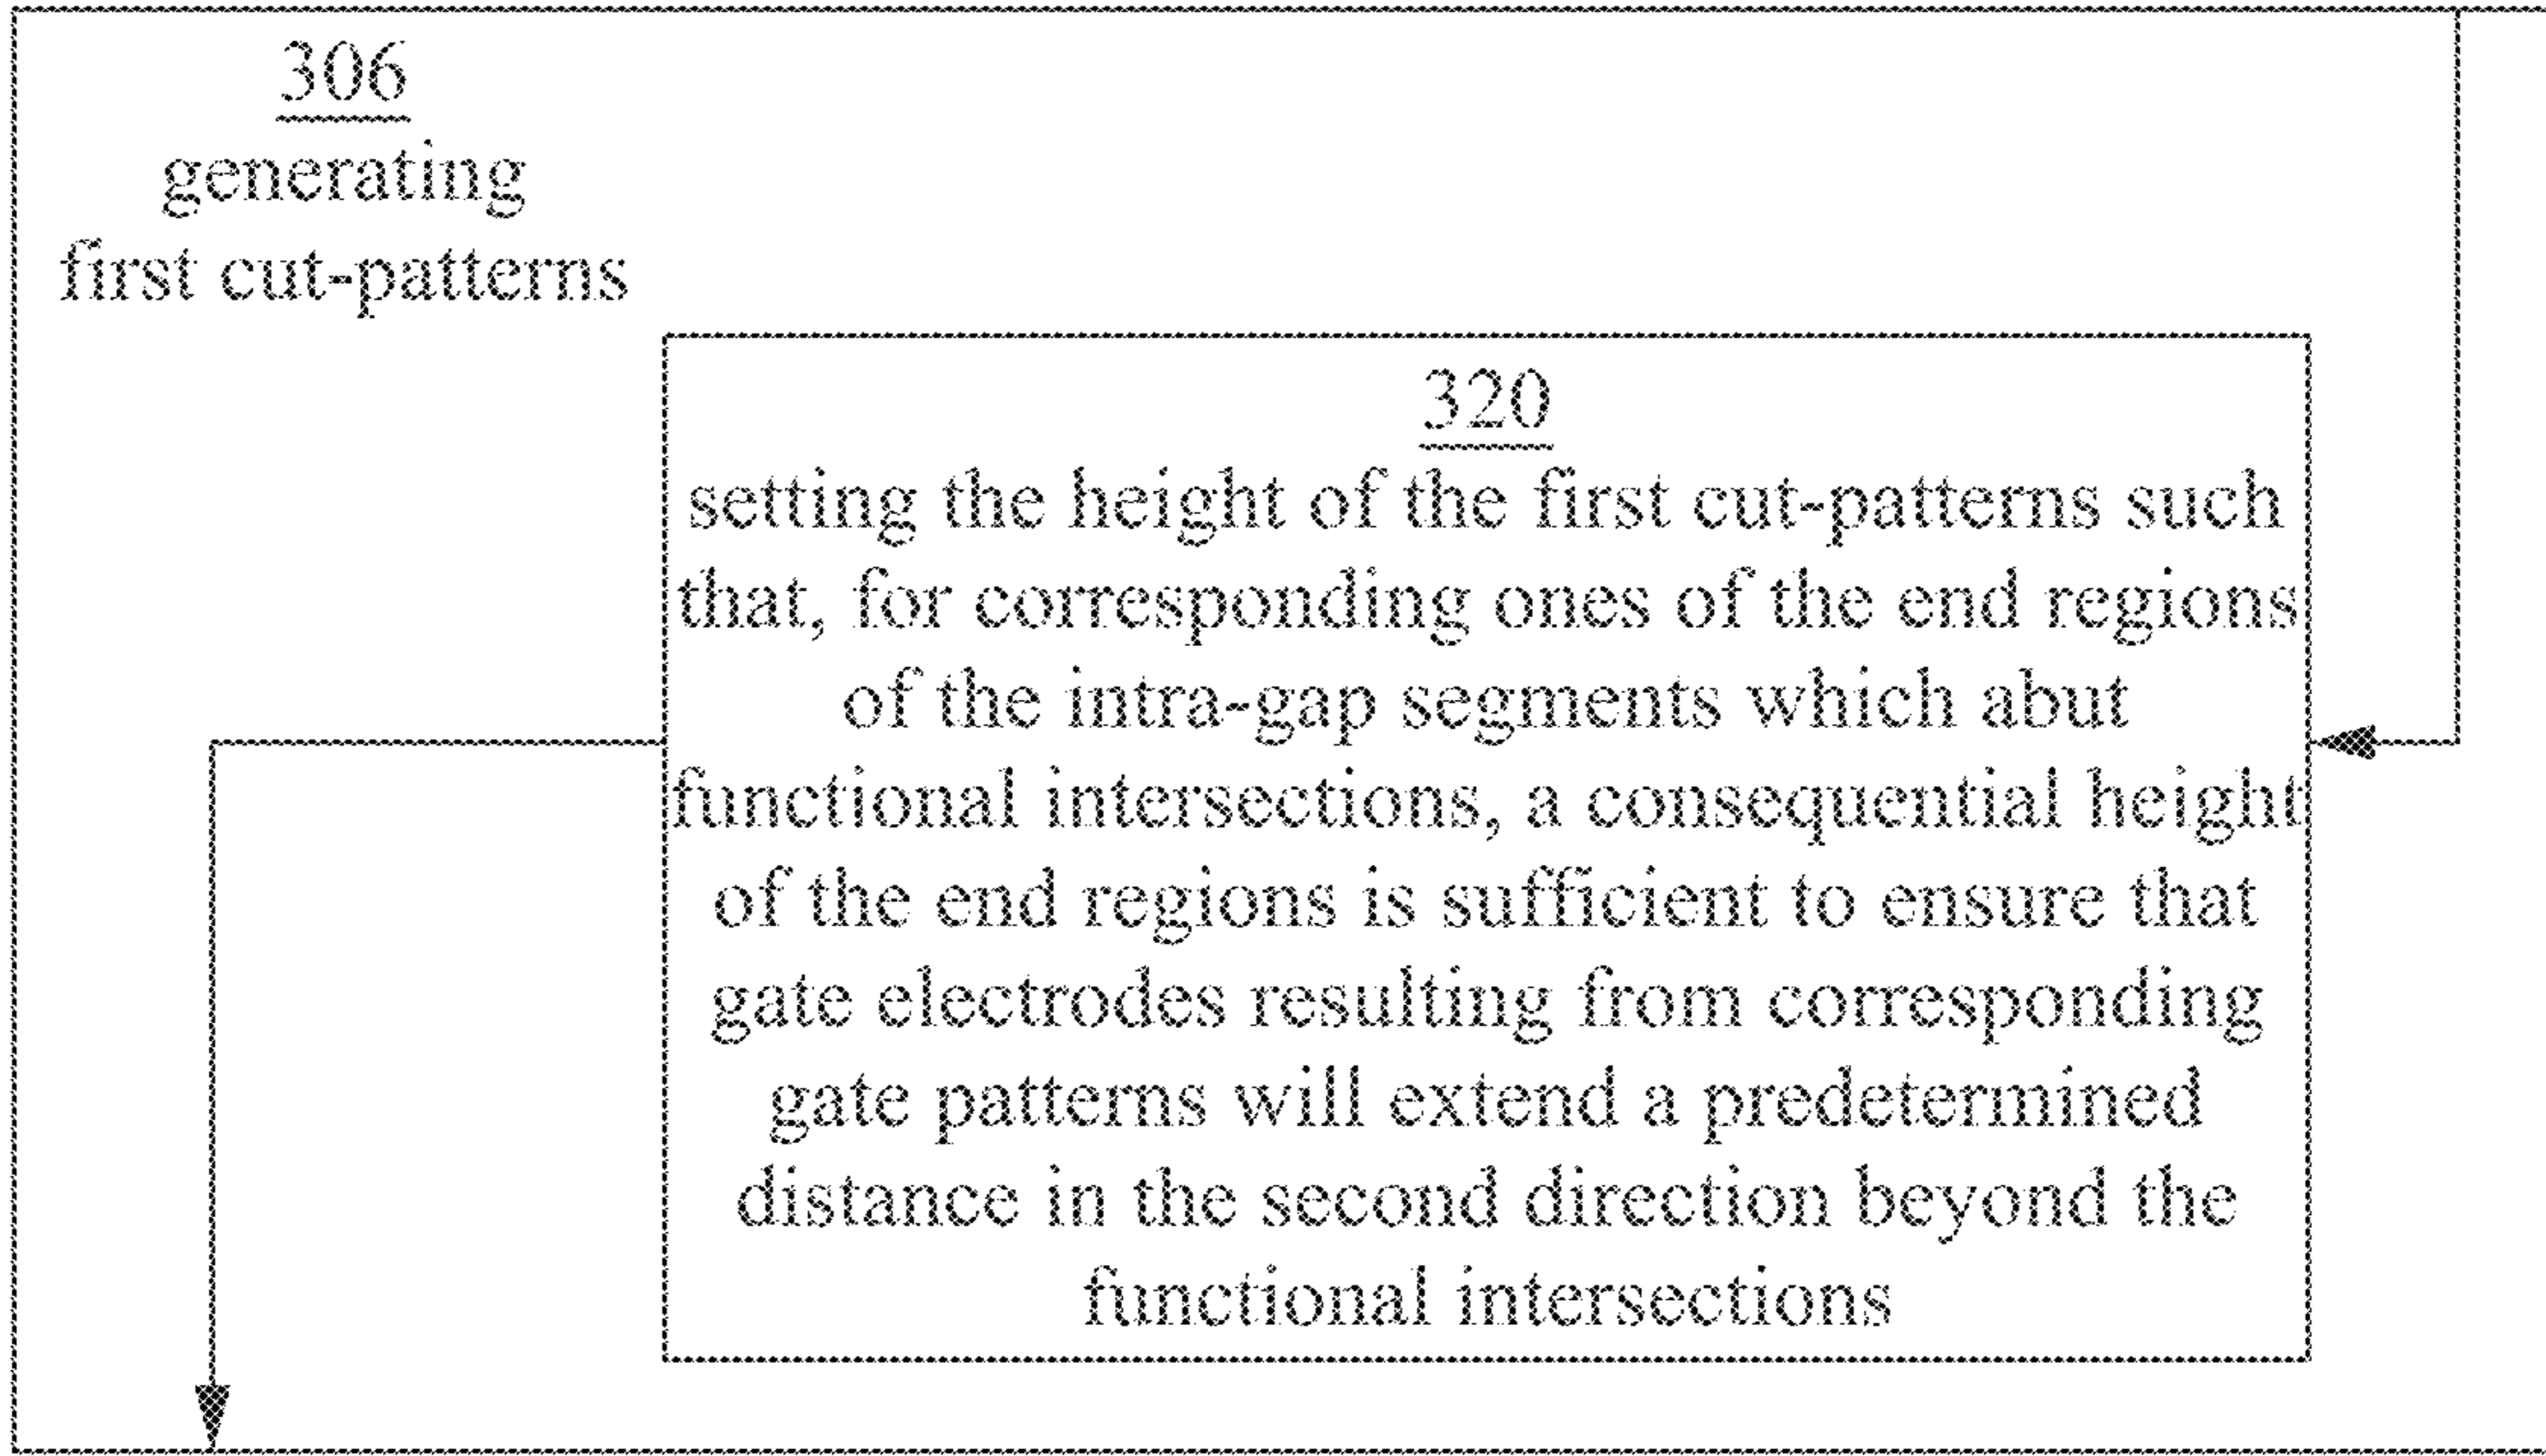 306
generating
first cut-patterns
320
setting the height of the first cut-patterns such
that, for corresponding ones of the end regions
of the intra-gap segments which abut
functional intersections, a consequential height
of the end regions is sufficient to ensure that
gate electrodes resulting from corresponding
gate patterns will extend a predetermined
distance in the second direction beyond the
functional intersections